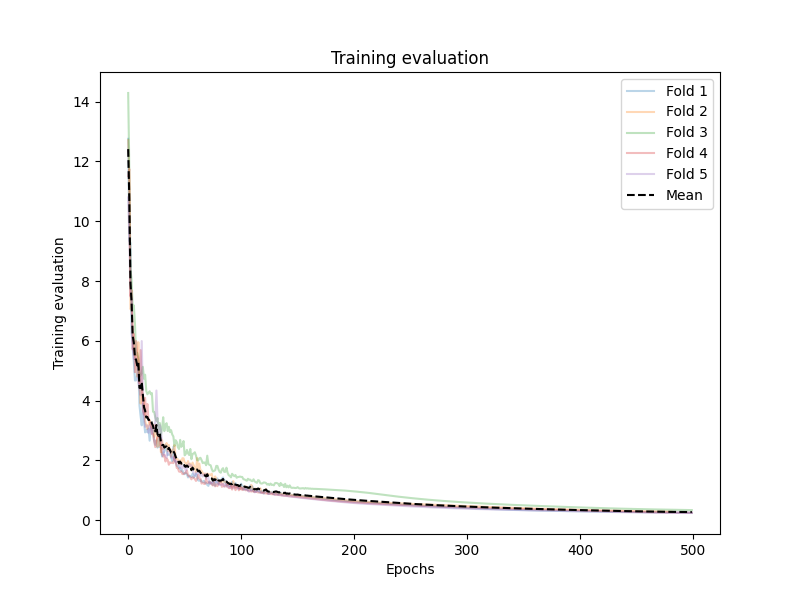 Training evaluation
Fold 1
Fold 2
Fold 3
Fold 4
Fold 5
Mean
Training evaluation
14
12
10
8
6
4
2
0
0 100 200 300 400 500
Epochs